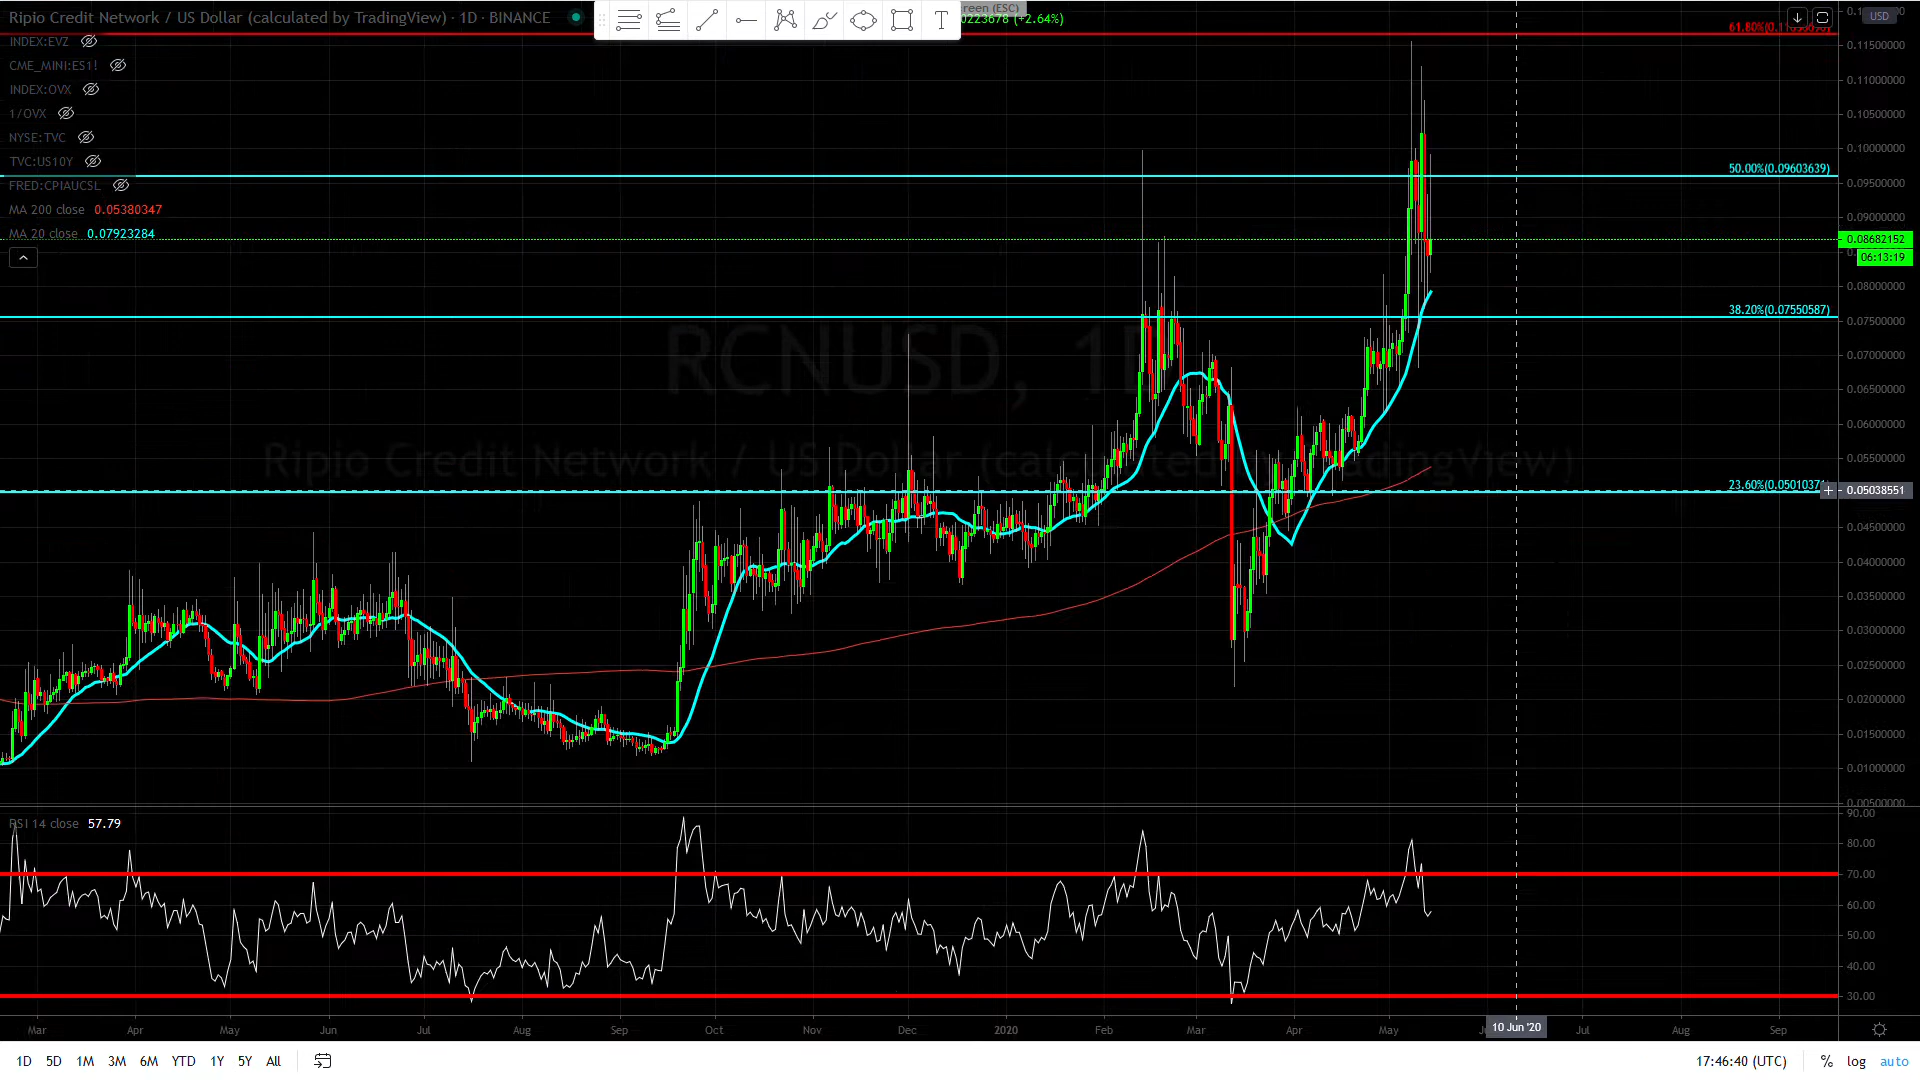 Ripio Credit Network / US Dollar (calculated by TradingView) · 1D · BINANCE
reen (ESC)
0223678 (+2.64%)
INDEX:EVZ
CME_MINI:ES1!
INDEX:OVX
1/OVX
NYSE:TVC
TVC:US10Y
FRED:CPIAUCSL
MA 200 close 0.05380347
MA 20 close 0.07923284
USD
50.00%(0.09603639)
38.20%(0.07550587)
23.60%(0.0501037
RCNUSD, 1D
Ripio Credit Network / US Dollar (calculated by TradingView)
0.11500000
0.11000000
0.10500000
0.10000000
0.09500000
0.09000000
0.08682152
06:13:19
0.08000000
0.07500000
0.07000000
0.06500000
0.06000000
0.05500000
0.05038551
0.04500000
0.04000000
0.03500000
0.03000000
0.02500000
0.02000000
0.01500000
0.01000000
0.00500000
RSI 14 close 57.79
90.00
80.00
70.00
60.00
50.00
40.00
30.00
Mar Apr May Jun Jul Aug Sep Oct Nov Dec 2020 Feb Mar Apr May 10 Jun '20 Jul Aug Sep
1D 5D 1M 3M 6M YTD 1Y 5Y All
17:46:40 (UTC) % log auto